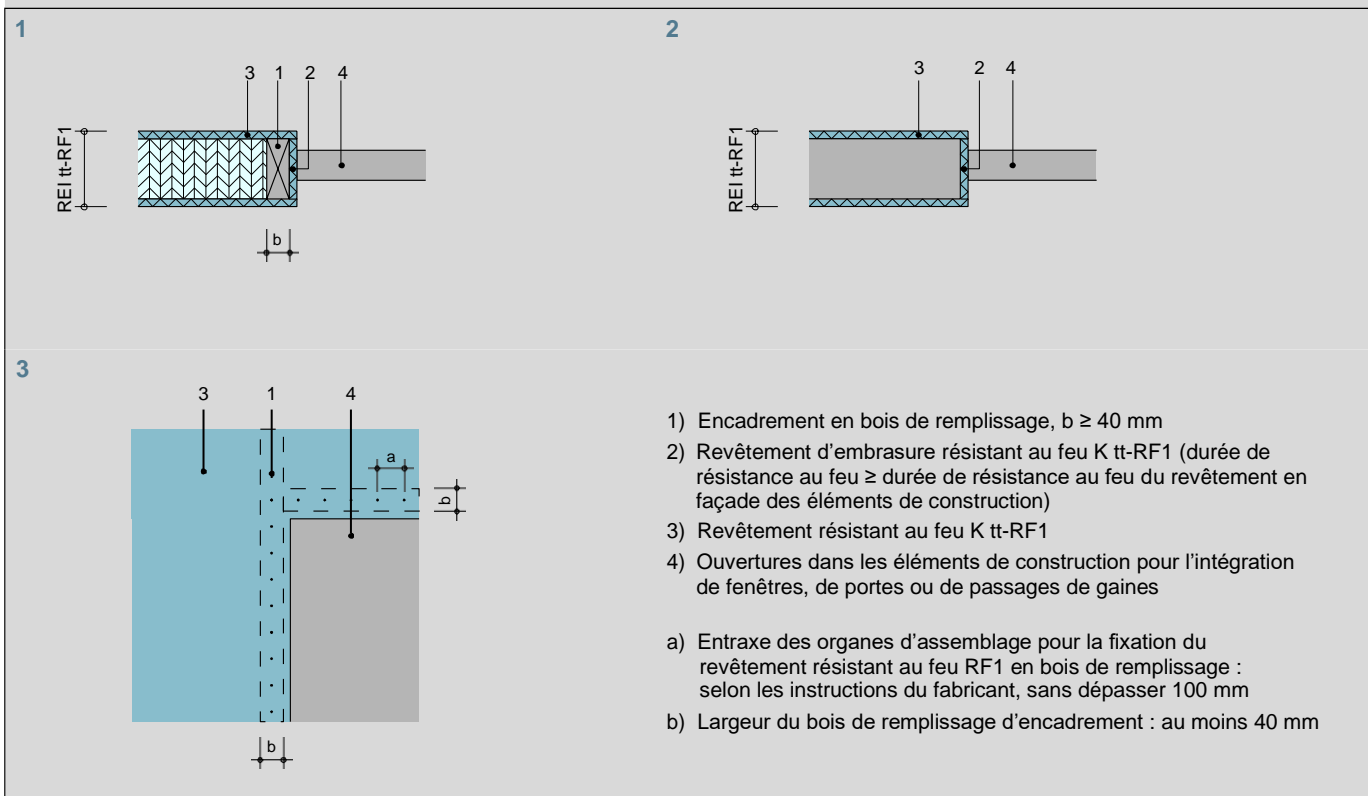 1
3 1 2 4
REI tt-RF1
b
2
3 2 4
REI tt-RF1
3
3 1 4
a
b
b
1) Encadrement en bois de remplissage, b ≥ 40 mm
2) Revêtement d'embrasure résistant au feu K tt-RF1 (durée de
résistance au feu ≥ durée de résistance au feu du revêtement en
façade des éléments de construction)
3) Revêtement résistant au feu K tt-RF1
4) Ouvertures dans les éléments de construction pour l'intégration
de fenêtres, de portes ou de passages de gaines
a) Entraxe des organes d'assemblage pour la fixation du
revêtement résistant au feu RF1 en bois de remplissage :
selon les instructions du fabricant, sans dépasser 100 mm
b) Largeur du bois de remplissage d'encadrement : au moins 40 mm